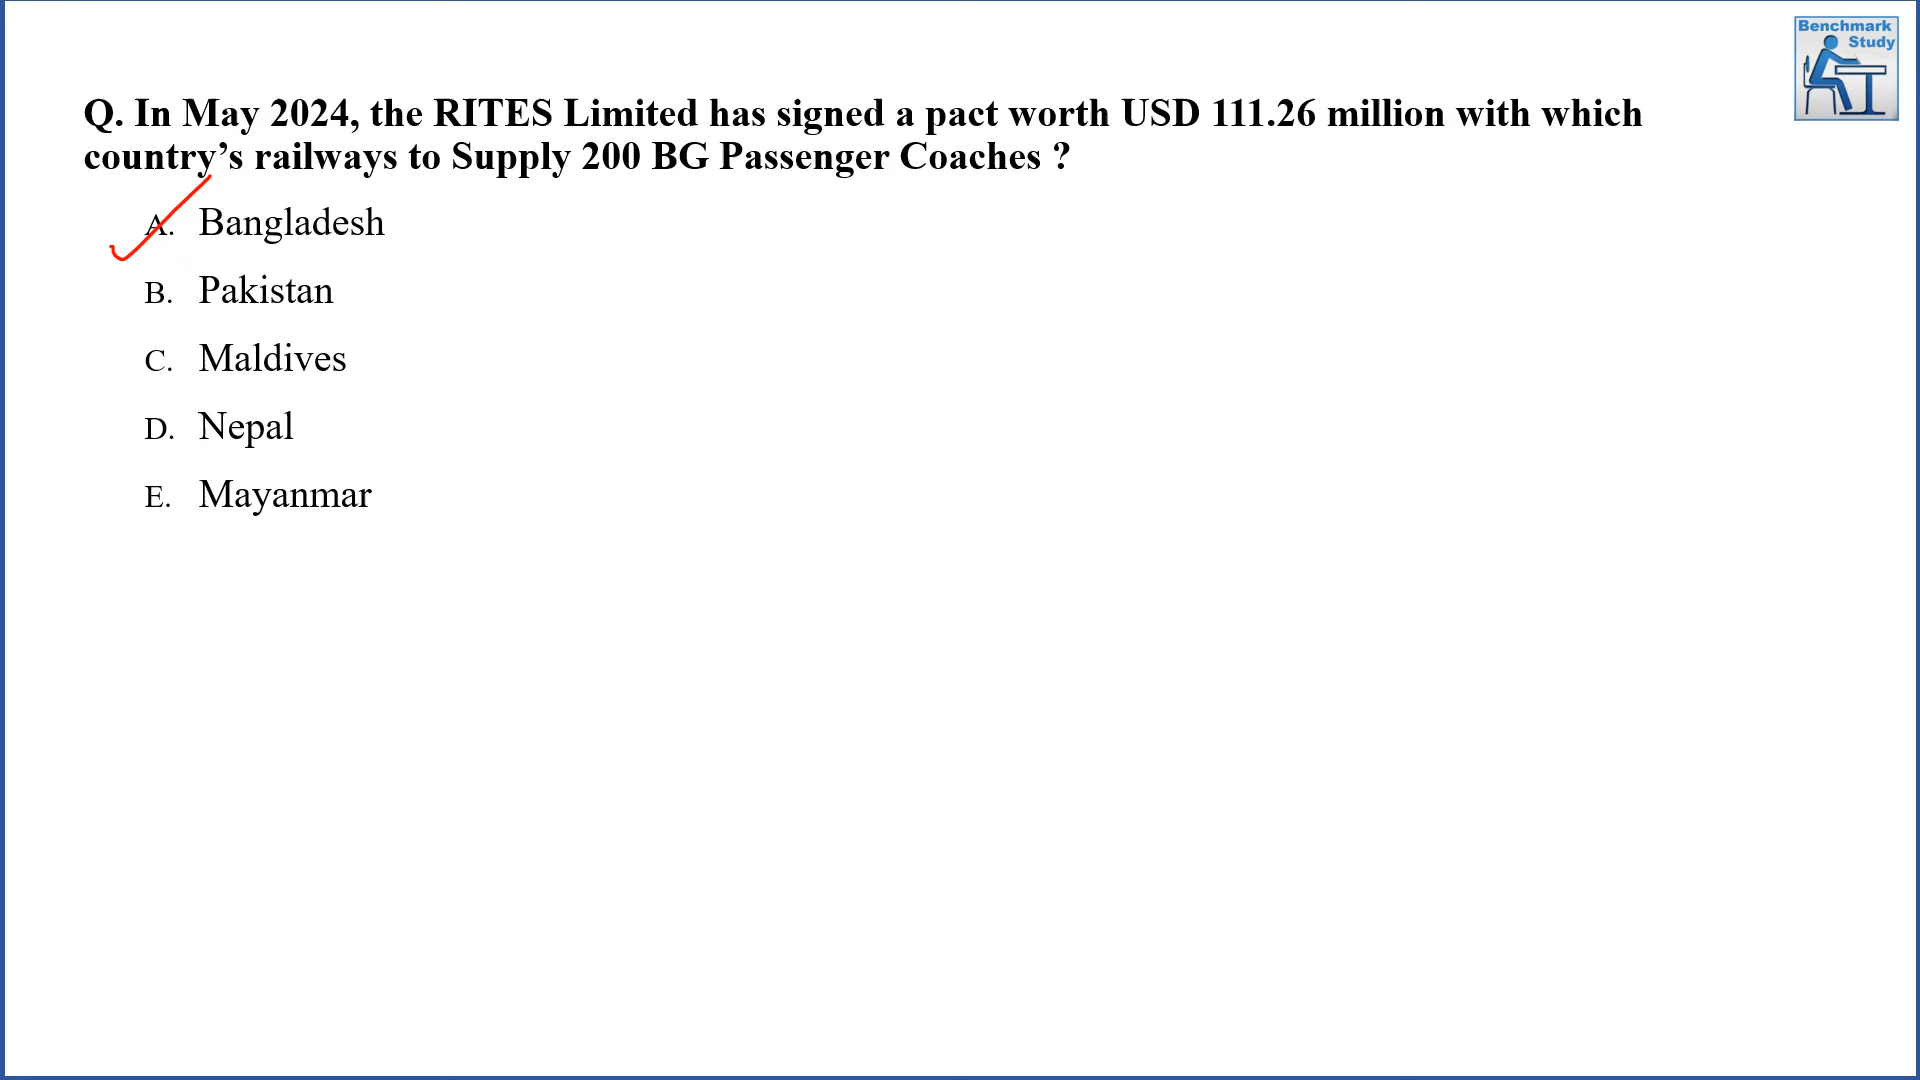 Benchmark
Study
Q. In May 2024, the RITES Limited has signed a pact worth USD 111.26 million with which
country’s railways to Supply 200 BG Passenger Coaches ?
A. Bangladesh
B. Pakistan
C. Maldives
D. Nepal
E. Mayanmar